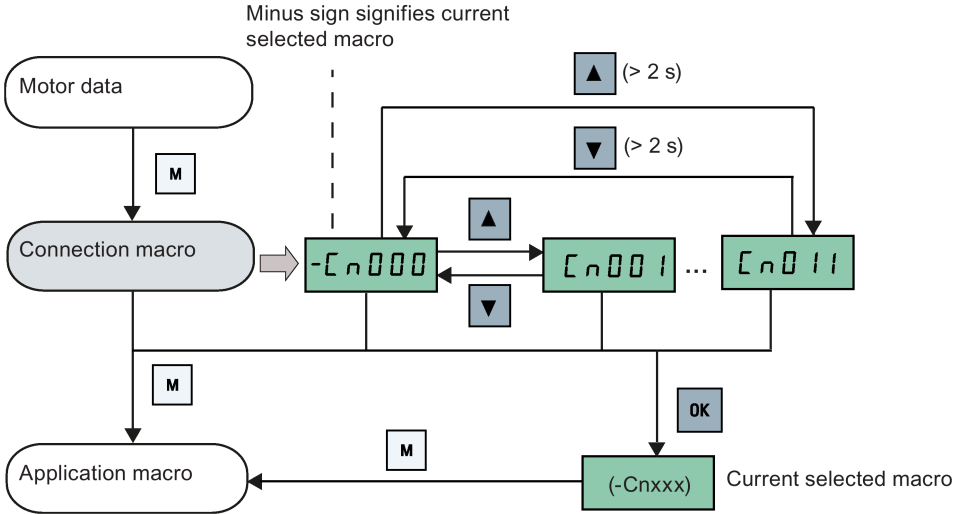 Minus sign signifies current
selected macro
Motor data
▲ (> 2 s)
▼ (> 2 s)
M
▲
Connection macro
-Cn000
Cn001
...
Cn011
▼
M
OK
M
Application macro
(-Cnxxx)
Current selected macro